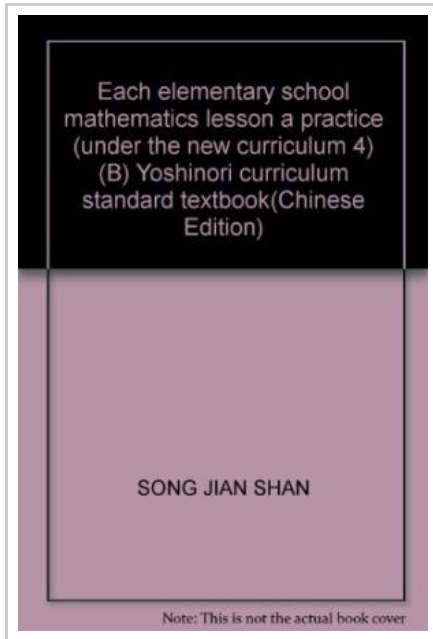 Each elementary school
mathematics lesson a practice
(under the new curriculum 4)
(B) Yoshinori curriculum
standard textbook(Chinese
Edition)
SONG JIAN SHAN
Note: This is not the actual book cover